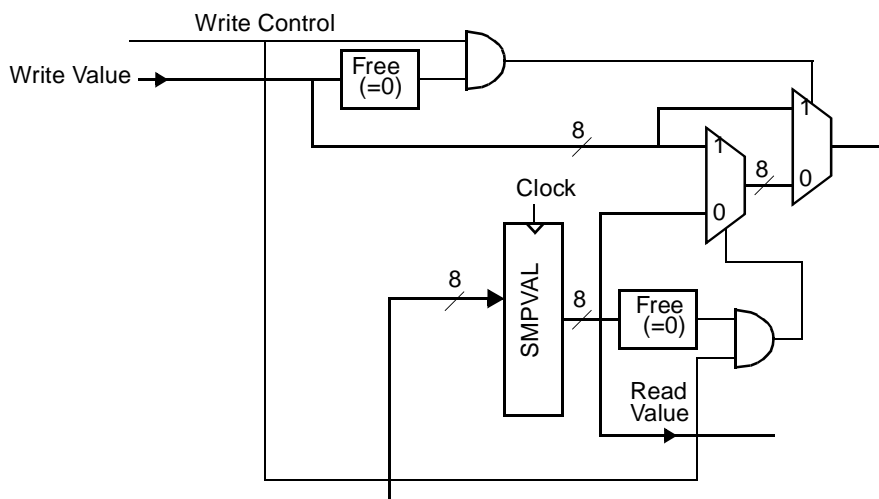 Write Control
Write Value
Free
(=0)
1
8
1
8
0
Clock
0
8
SMPVAL
8
Free
(=0)
Read
Value